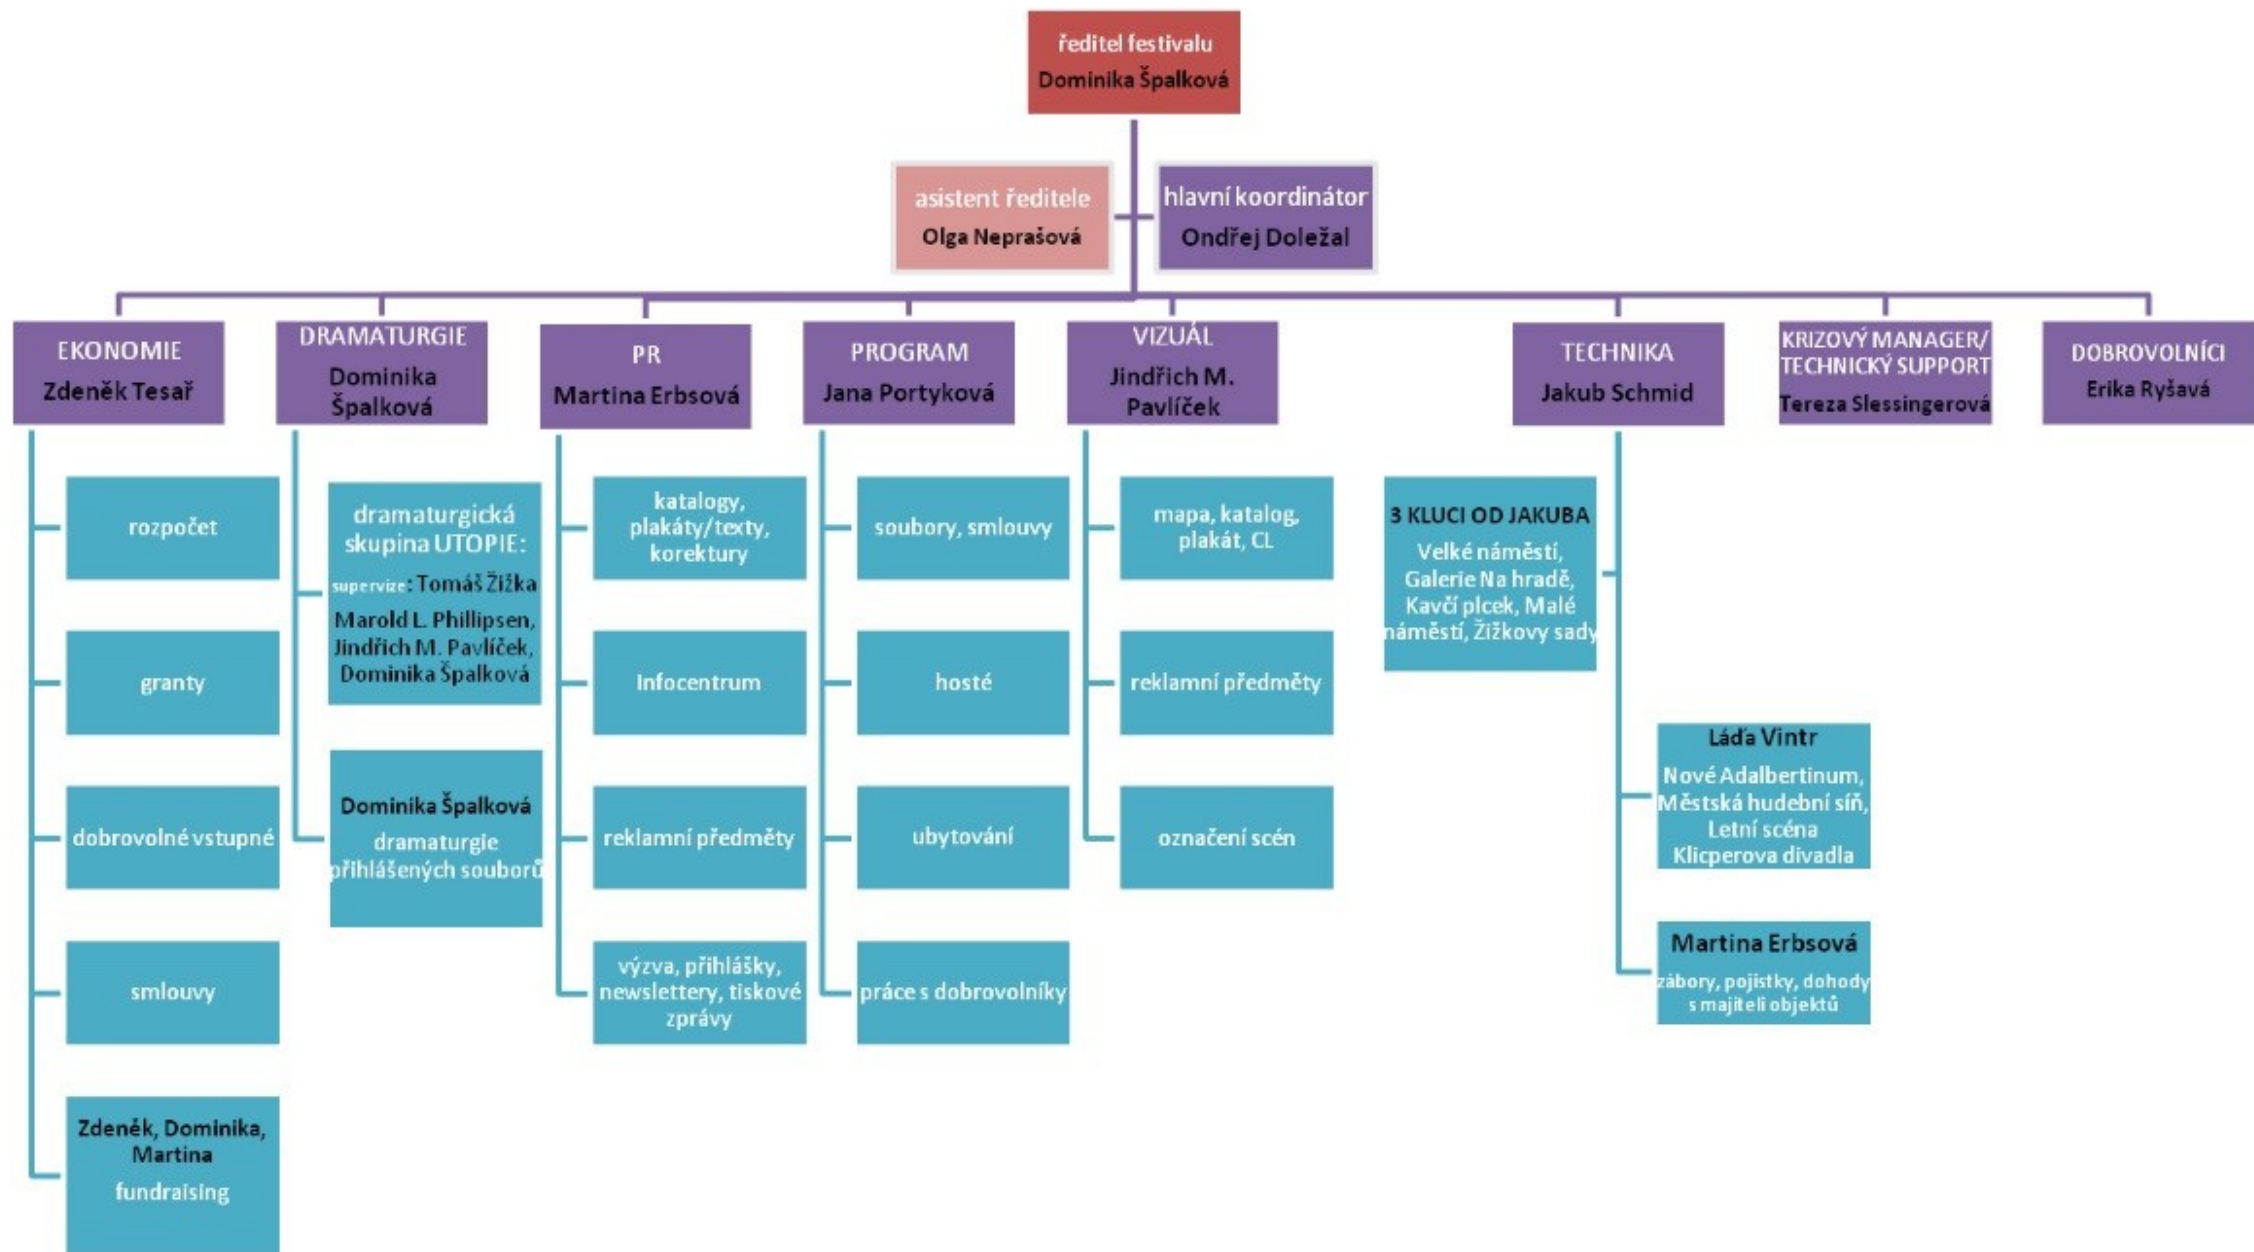 ředitel festivalu
Dominika Špalková
asistent ředitele
Olga Neprašová
hlavní koordinátor
Ondřej Doležal
EKONOMIE
Zdeněk Tesař
DRAMATURGIE
Dominika
Špalková
PR
Martina Erbsová
PROGRAM
Jana Portyková
VIZUÁL
Jindřich M.
Pavlíček
TECHNIKA
Jakub Schmid
KRIZOVÝ MANAGER/
TECHNICKÝ SUPPORT
Tereza Slessingerová
DOBROVOLNÍCI
Erika Ryšavá
rozpočet
granty
dobrovolné vstupné
smlouvy
Zdeněk, Dominika,
Martina
fundraising
dramaturgická
skupina UTOPIE:
supervize: Tomáš Žižka
Marold L. Phillipsen,
Jindřich M. Pavlíček,
Dominika Špalková
Dominika Špalková
dramaturgie
přihlášených souborů
katalogy,
plakáty/texty,
korektury
Infocentrum
reklamní předměty
výzva, přihlášky,
newslettery, tiskové
zprávy
soubory, smlouvy
hosté
ubytování
práce s dobrovolníky
mapa, katalog,
plakát, CL
reklamní předměty
označení scén
3 KLUCI OD JAKUBA
Velké náměstí,
Galerie Na hradě,
Kavčí plcek, Malé
náměstí, Žižkovy sady
Láďa Vintr
Nové Adalbertinum,
Městská hudební síň,
Letní scéna
Klicperova divadla
Martina Erbsová
zábory, pojistky, dohody
s majiteli objektů